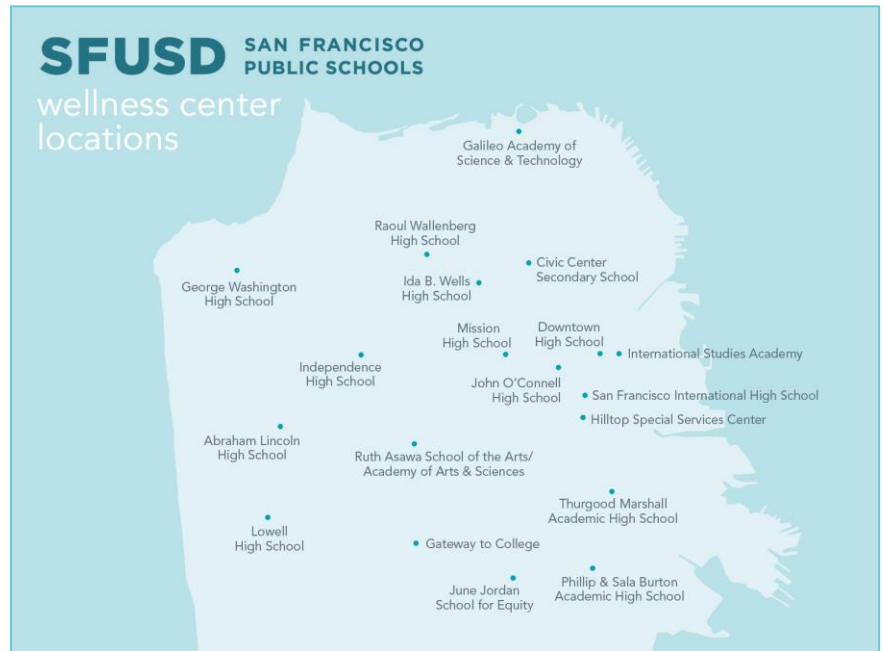 SFUSD SAN FRANCISCO
PUBLIC SCHOOLS
wellness center
locations
Galileo Academy of
Science & Technology
Raoul Wallenberg
High School
Civic Center
Secondary School
George Washington
High School
Ida B. Wells
High School
Mission
High School
Downtown
High School
International Studies Academy
Independence
High School
John O'Connell
High School
San Francisco International High School
Hilltop Special Services Center
Abraham Lincoln
High School
Ruth Asawa School of the Arts/
Academy of Arts & Sciences
Thurgood Marshall
Academic High School
Lowell
High School
Gateway to College
June Jordan
School for Equity
Phillip & Sala Burton
Academic High School